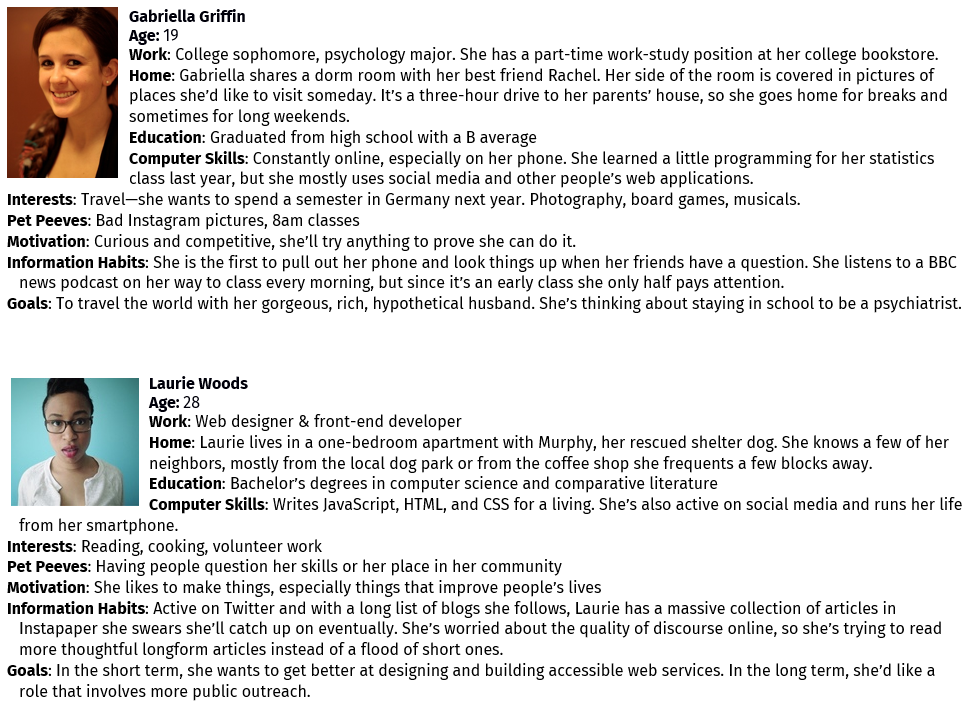 Gabriella Griffin
Age: 19
Work: College sophomore, psychology major. She has a part-time work-study position at her college bookstore.
Home: Gabriella shares a dorm room with her best friend Rachel. Her side of the room is covered in pictures of
places she’d like to visit someday. It’s a three-hour drive to her parents’ house, so she goes home for breaks and
sometimes for long weekends.
Education: Graduated from high school with a B average
Computer Skills: Constantly online, especially on her phone. She learned a little programming for her statistics
class last year, but she mostly uses social media and other people’s web applications.
Interests: Travel—she wants to spend a semester in Germany next year. Photography, board games, musicals.
Pet Peeves: Bad Instagram pictures, 8am classes
Motivation: Curious and competitive, she’ll try anything to prove she can do it.
Information Habits: She is the first to pull out her phone and look things up when her friends have a question. She listens to a BBC
news podcast on her way to class every morning, but since it’s an early class she only half pays attention.
Goals: To travel the world with her gorgeous, rich, hypothetical husband. She’s thinking about staying in school to be a psychiatrist.
Laurie Woods
Age: 28
Work: Web designer & front-end developer
Home: Laurie lives in a one-bedroom apartment with Murphy, her rescued shelter dog. She knows a few of her
neighbors, mostly from the local dog park or from the coffee shop she frequents a few blocks away.
Education: Bachelor’s degrees in computer science and comparative literature
Computer Skills: Writes JavaScript, HTML, and CSS for a living. She’s also active on social media and runs her life
from her smartphone.
Interests: Reading, cooking, volunteer work
Pet Peeves: Having people question her skills or her place in her community
Motivation: She likes to make things, especially things that improve people’s lives
Information Habits: Active on Twitter and with a long list of blogs she follows, Laurie has a massive collection of articles in
Instapaper she swears she’ll catch up on eventually. She’s worried about the quality of discourse online, so she’s trying to read
more thoughtful longform articles instead of a flood of short ones.
Goals: In the short term, she wants to get better at designing and building accessible web services. In the long term, she’d like a
role that involves more public outreach.